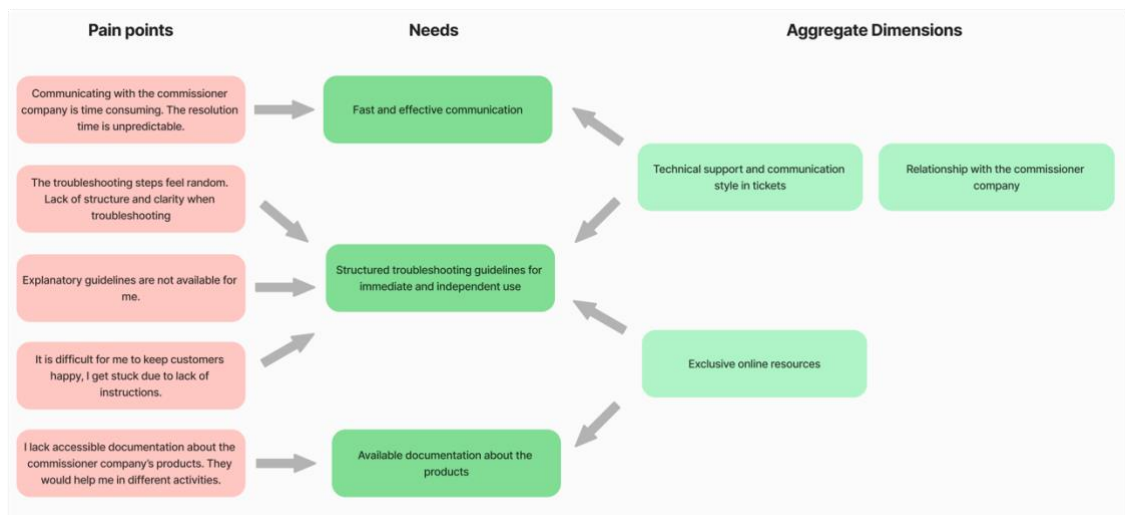 Pain points
Needs
Aggregate Dimensions
Communicating with the commissioner
company is time consuming. The resolution
time is unpredictable.
Fast and effective communication
The troubleshooting steps feel random.
Lack of structure and clarity when
troubleshooting
Technical support and communication
style in tickets
Relationship with the commissioner
company
Explanatory guidelines are not available for
me.
Structured troubleshooting guidelines for
immediate and independent use
It is difficult for me to keep customers
happy, I get stuck due to lack of
instructions.
Exclusive online resources
I lack accessible documentation about the
commissioner company's products. They
would help me in different activities.
Available documentation about the
products